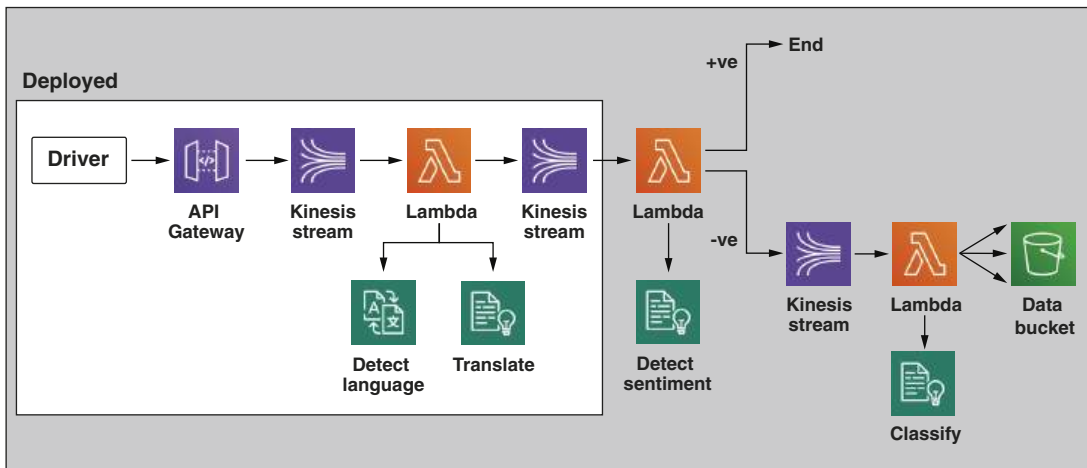 End
+ve
Deployed
Driver
API
Gateway
Kinesis
stream
Lambda
Kinesis
stream
Lambda
-ve
Detect
language
Translate
Detect
sentiment
Kinesis
stream
Lambda
Data
bucket
Classify